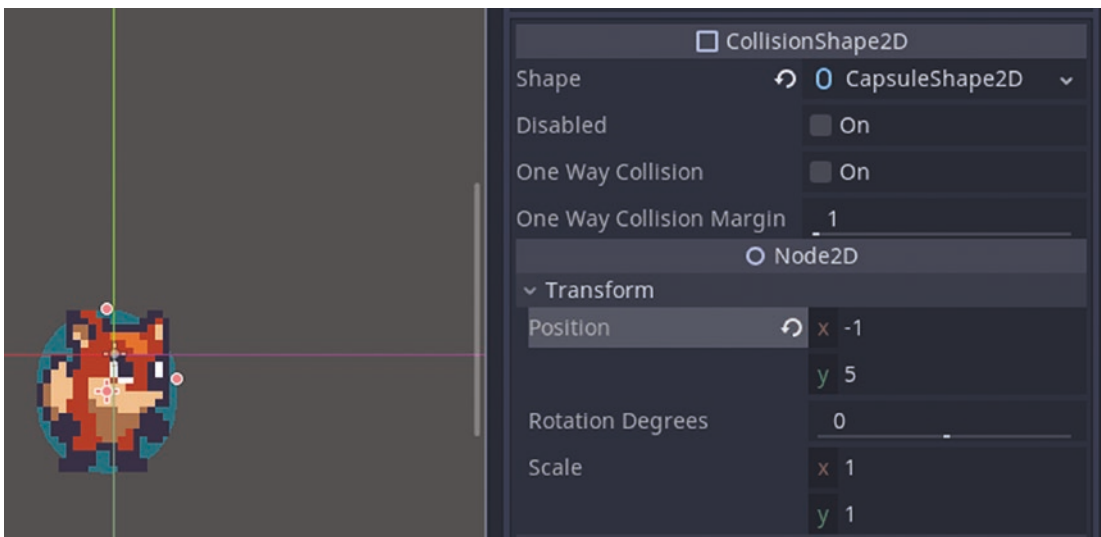 CollisionShape2D
Shape CapsuleShape2D
Disabled On
One Way Collision On
One Way Collision Margin 1
Node2D
Transform
Position x -1
y 5
Rotation Degrees 0
Scale x 1
y 1